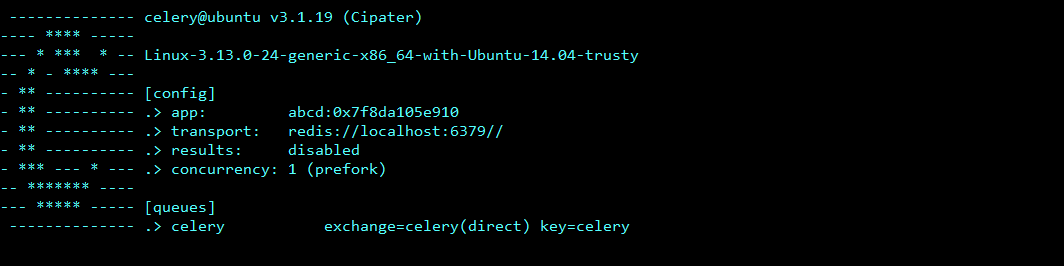 -------------- celery@ubuntu v3.1.19 (Cipater)
---- **** -----
--- * ***  * -- Linux-3.13.0-24-generic-x86_64-with-Ubuntu-14.04-trusty
-- * - **** ---
- ** ---------- [config]
- ** ---------- .> app:         abcd:0x7f8da105e910
- ** ---------- .> transport:   redis://localhost:6379//
- ** ---------- .> results:     disabled
- *** --- * --- .> concurrency: 1 (prefork)
-- ******* ----
--- ***** ----- [queues]
 -------------- .> celery           exchange=celery(direct) key=celery